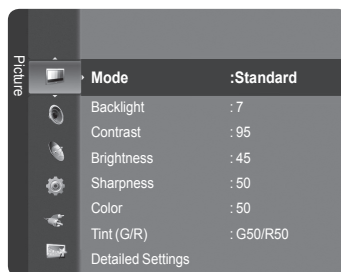 Picture
Mode :Standard
Backlight : 7
Contrast : 95
Brightness : 45
Sharpness : 50
Color : 50
Tint (G/R) : G50/R50
Detailed Settings